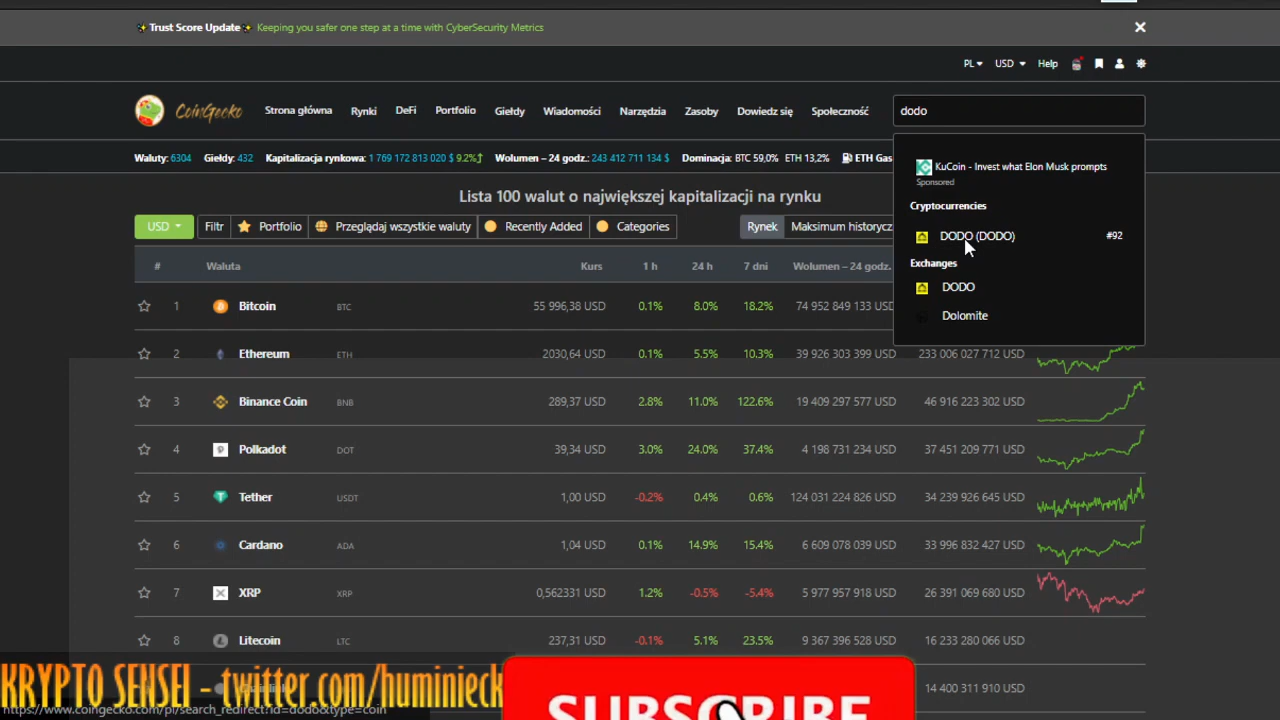 ✨ Trust Score Update✨ Keeping you safer one step at a time with CyberSecurity Metrics
PL USD Help
CoinGecko Strona główna Rynki DeFi Portfolio Giełdy Wiadomości Narzędzia Zasoby Dowiedz się Społeczność dodo
Waluty: 6304 Giełdy: 432 Kapitalizacja rynkowa: 1 769 172 813 020 $ 9.2% Wolumen – 24 godz.: 243 412 711 134 $ Dominacja: BTC 59,0% ETH 13,2% ETH Gas
KuCoin - Invest what Elon Musk prompts
Sponsored
Cryptocurrencies
DODO (DODO) #92
Exchanges
DODO
Dolomite
Lista 100 walut o największej kapitalizacji na rynku
USD Filtr Portfolio Przeglądaj wszystkie waluty Recently Added Categories Rynek Maksimum historycz
# Waluta Kurs 1 h 24 h 7 dni Wolumen – 24 godz.
1 Bitcoin BTC 55 996,38 USD 0.1% 8.0% 18.2% 74 952 849 133 USD
2 Ethereum ETH 2030,64 USD 0.1% 5.5% 10.3% 39 926 303 399 USD 233 006 027 712 USD
3 Binance Coin BNB 289,37 USD 2.8% 11.0% 122.6% 19 409 297 577 USD 46 916 223 302 USD
4 Polkadot DOT 39,34 USD 3.0% 24.0% 37.4% 4 198 731 234 USD 37 451 209 771 USD
5 Tether USDT 1,00 USD -0.2% 0.4% 0.6% 124 031 224 826 USD 34 239 926 645 USD
6 Cardano ADA 1,04 USD 0.1% 14.9% 15.4% 6 609 078 039 USD 33 996 832 427 USD
7 XRP XRP 0,562331 USD 1.2% -0.5% -5.4% 5 977 957 918 USD 26 391 069 680 USD
8 Litecoin LTC 237,31 USD -0.1% 5.1% 23.5% 9 367 396 528 USD 16 233 280 066 USD
14 400 311 910 USD
KRYPTO SENSEI - twitter.com/huminieck
SUBSCRIBE
https://www.coingecko.com/pl/search_redirect?id=dodo&type=coin